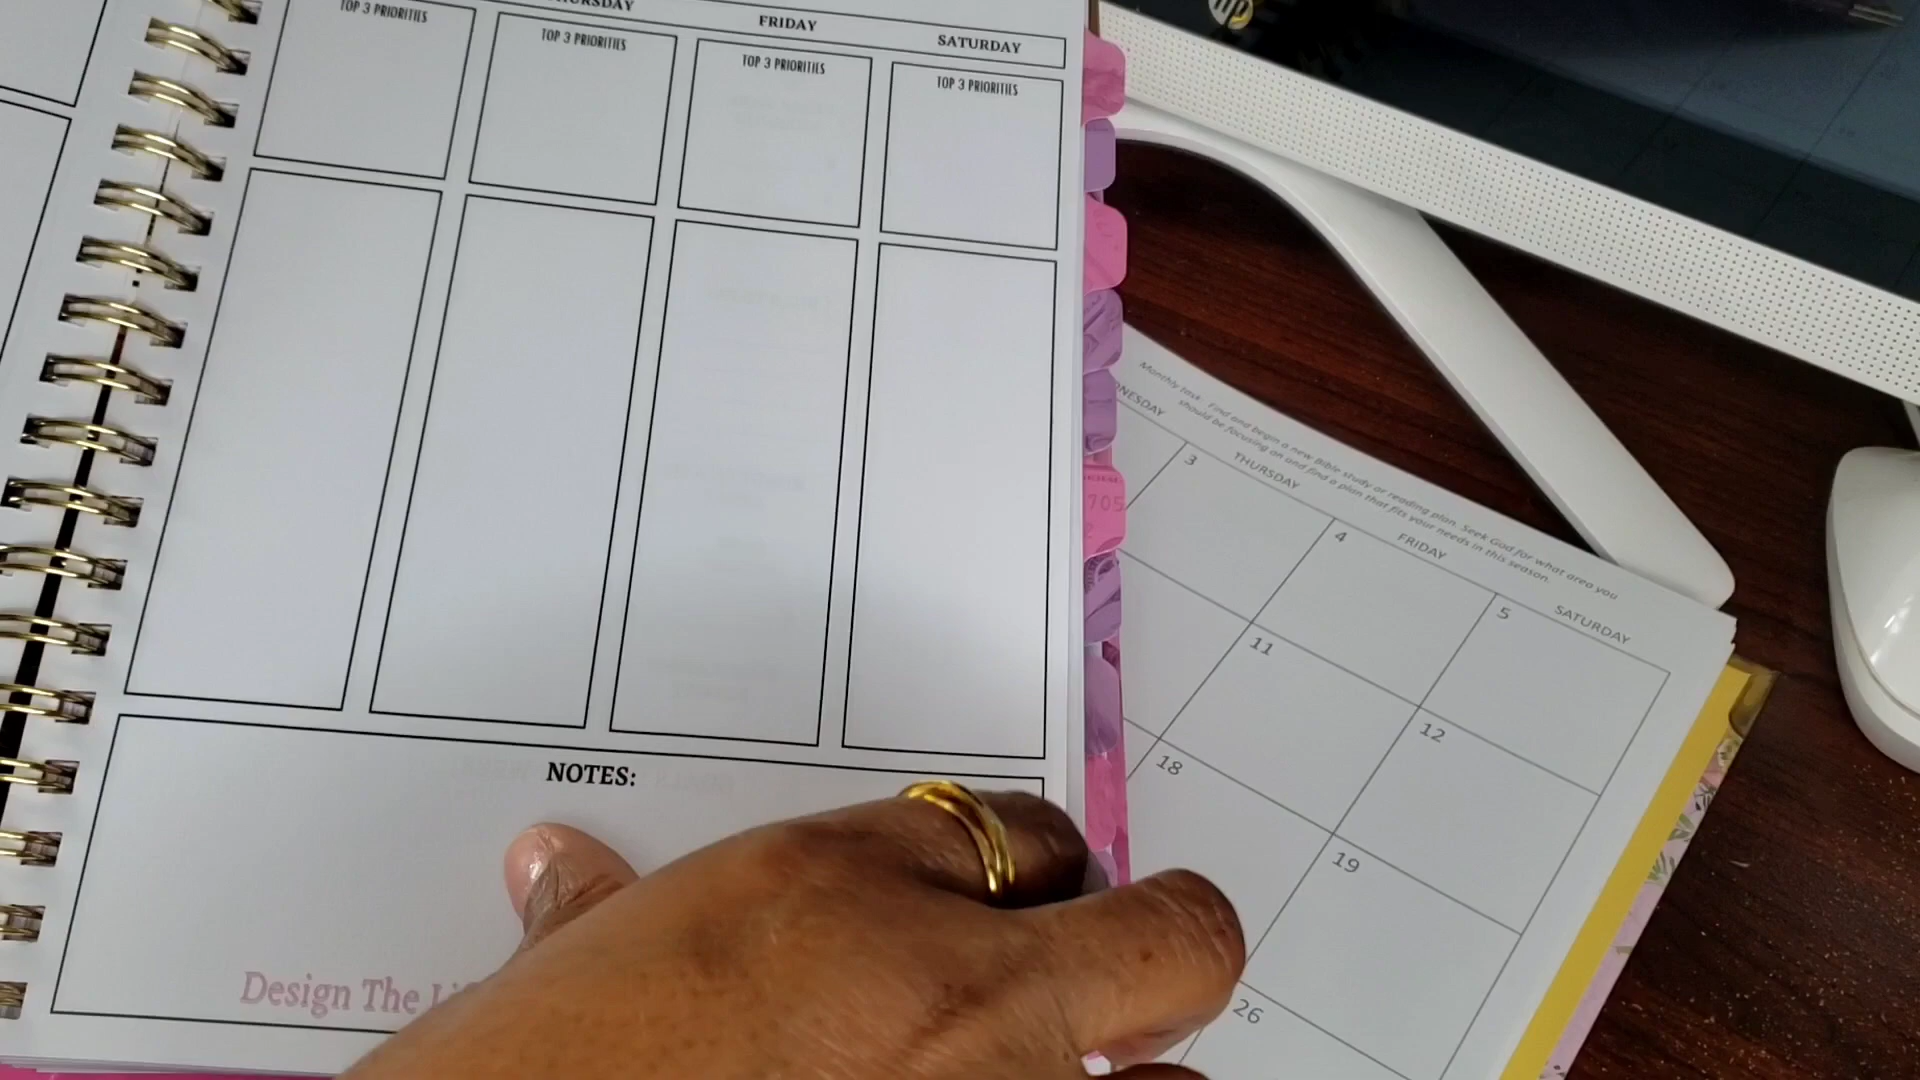 FRIDAY
SATURDAY
TOP 3 PRIORITIES
TOP 3 PRIORITIES
TOP 3 PRIORITIES
TOP 3 PRIORITIES
NOTES:
Design The
hp
705
Monthly task: Find and begin a new Bible study or reading plan. Seek God for what area you
should be focusing on and find a plan that fits your needs in this season.
THURSDAY
FRIDAY
SATURDAY
3
4
5
11
12
18
19
26